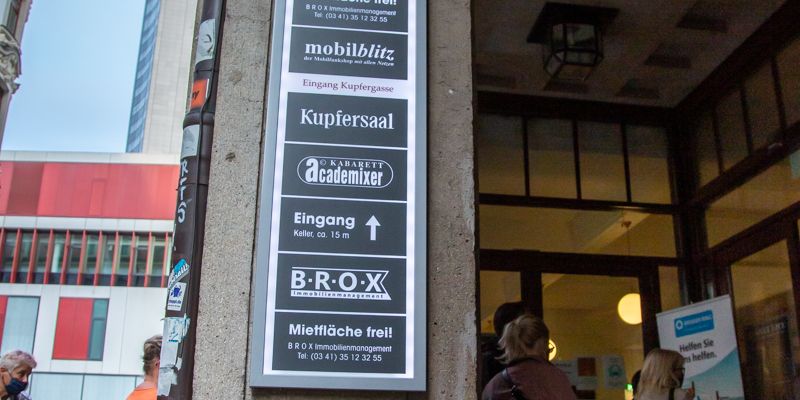 che frei!
B R O X Immobilienmanagement
Tel: (03 41) 35 12 32 55
mobilblitz
der Mobilfunkshop mit allen Netzen
Eingang Kupfergasse
Kupfersaal
© KABARETT
academixer
Eingang
Keller, ca. 15 m
B·R·O·X
Immobilienmanagement
Mietfläche frei!
B R O X Immobilienmanagement
Tel: (03 41) 35 12 32 55
Helfen Sie
uns helfen.